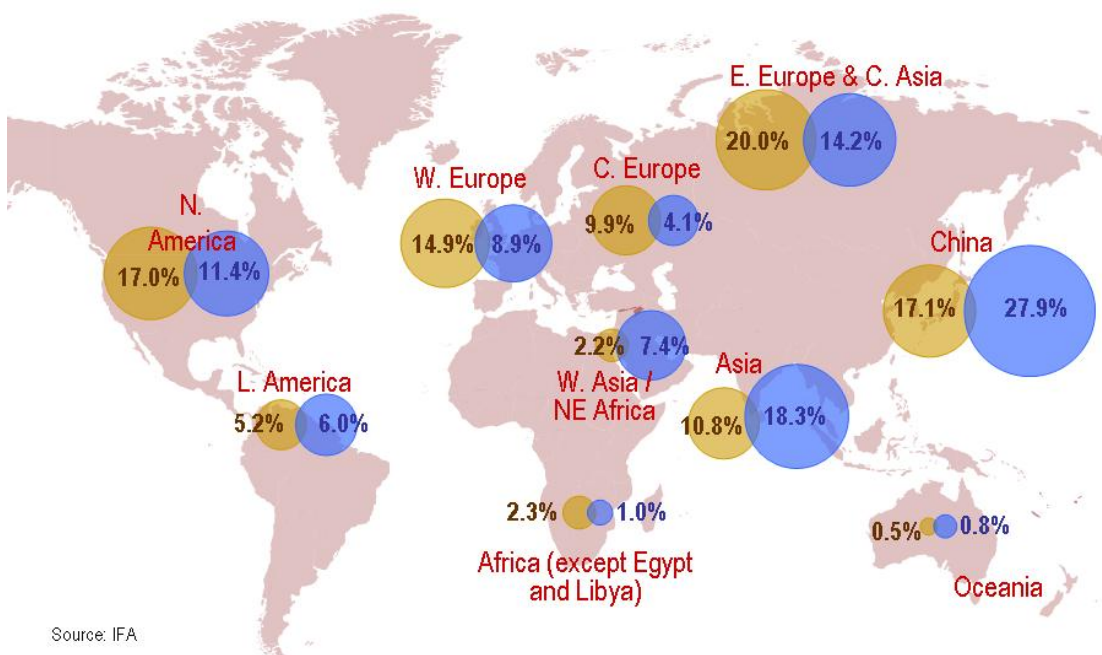 E. Europe & C. Asia
20.0% 14.2%
W. Europe
14.9% 8.9%
C. Europe
9.9% 4.1%
N.
America
17.0% 11.4%
China
17.1% 27.9%
2.2% 7.4%
W. Asia /
NE Africa
Asia
10.8% 18.3%
L. America
5.2% 6.0%
2.3% 1.0%
Africa (except Egypt
and Libya)
0.5% 0.8%
Oceania
Source: IFA